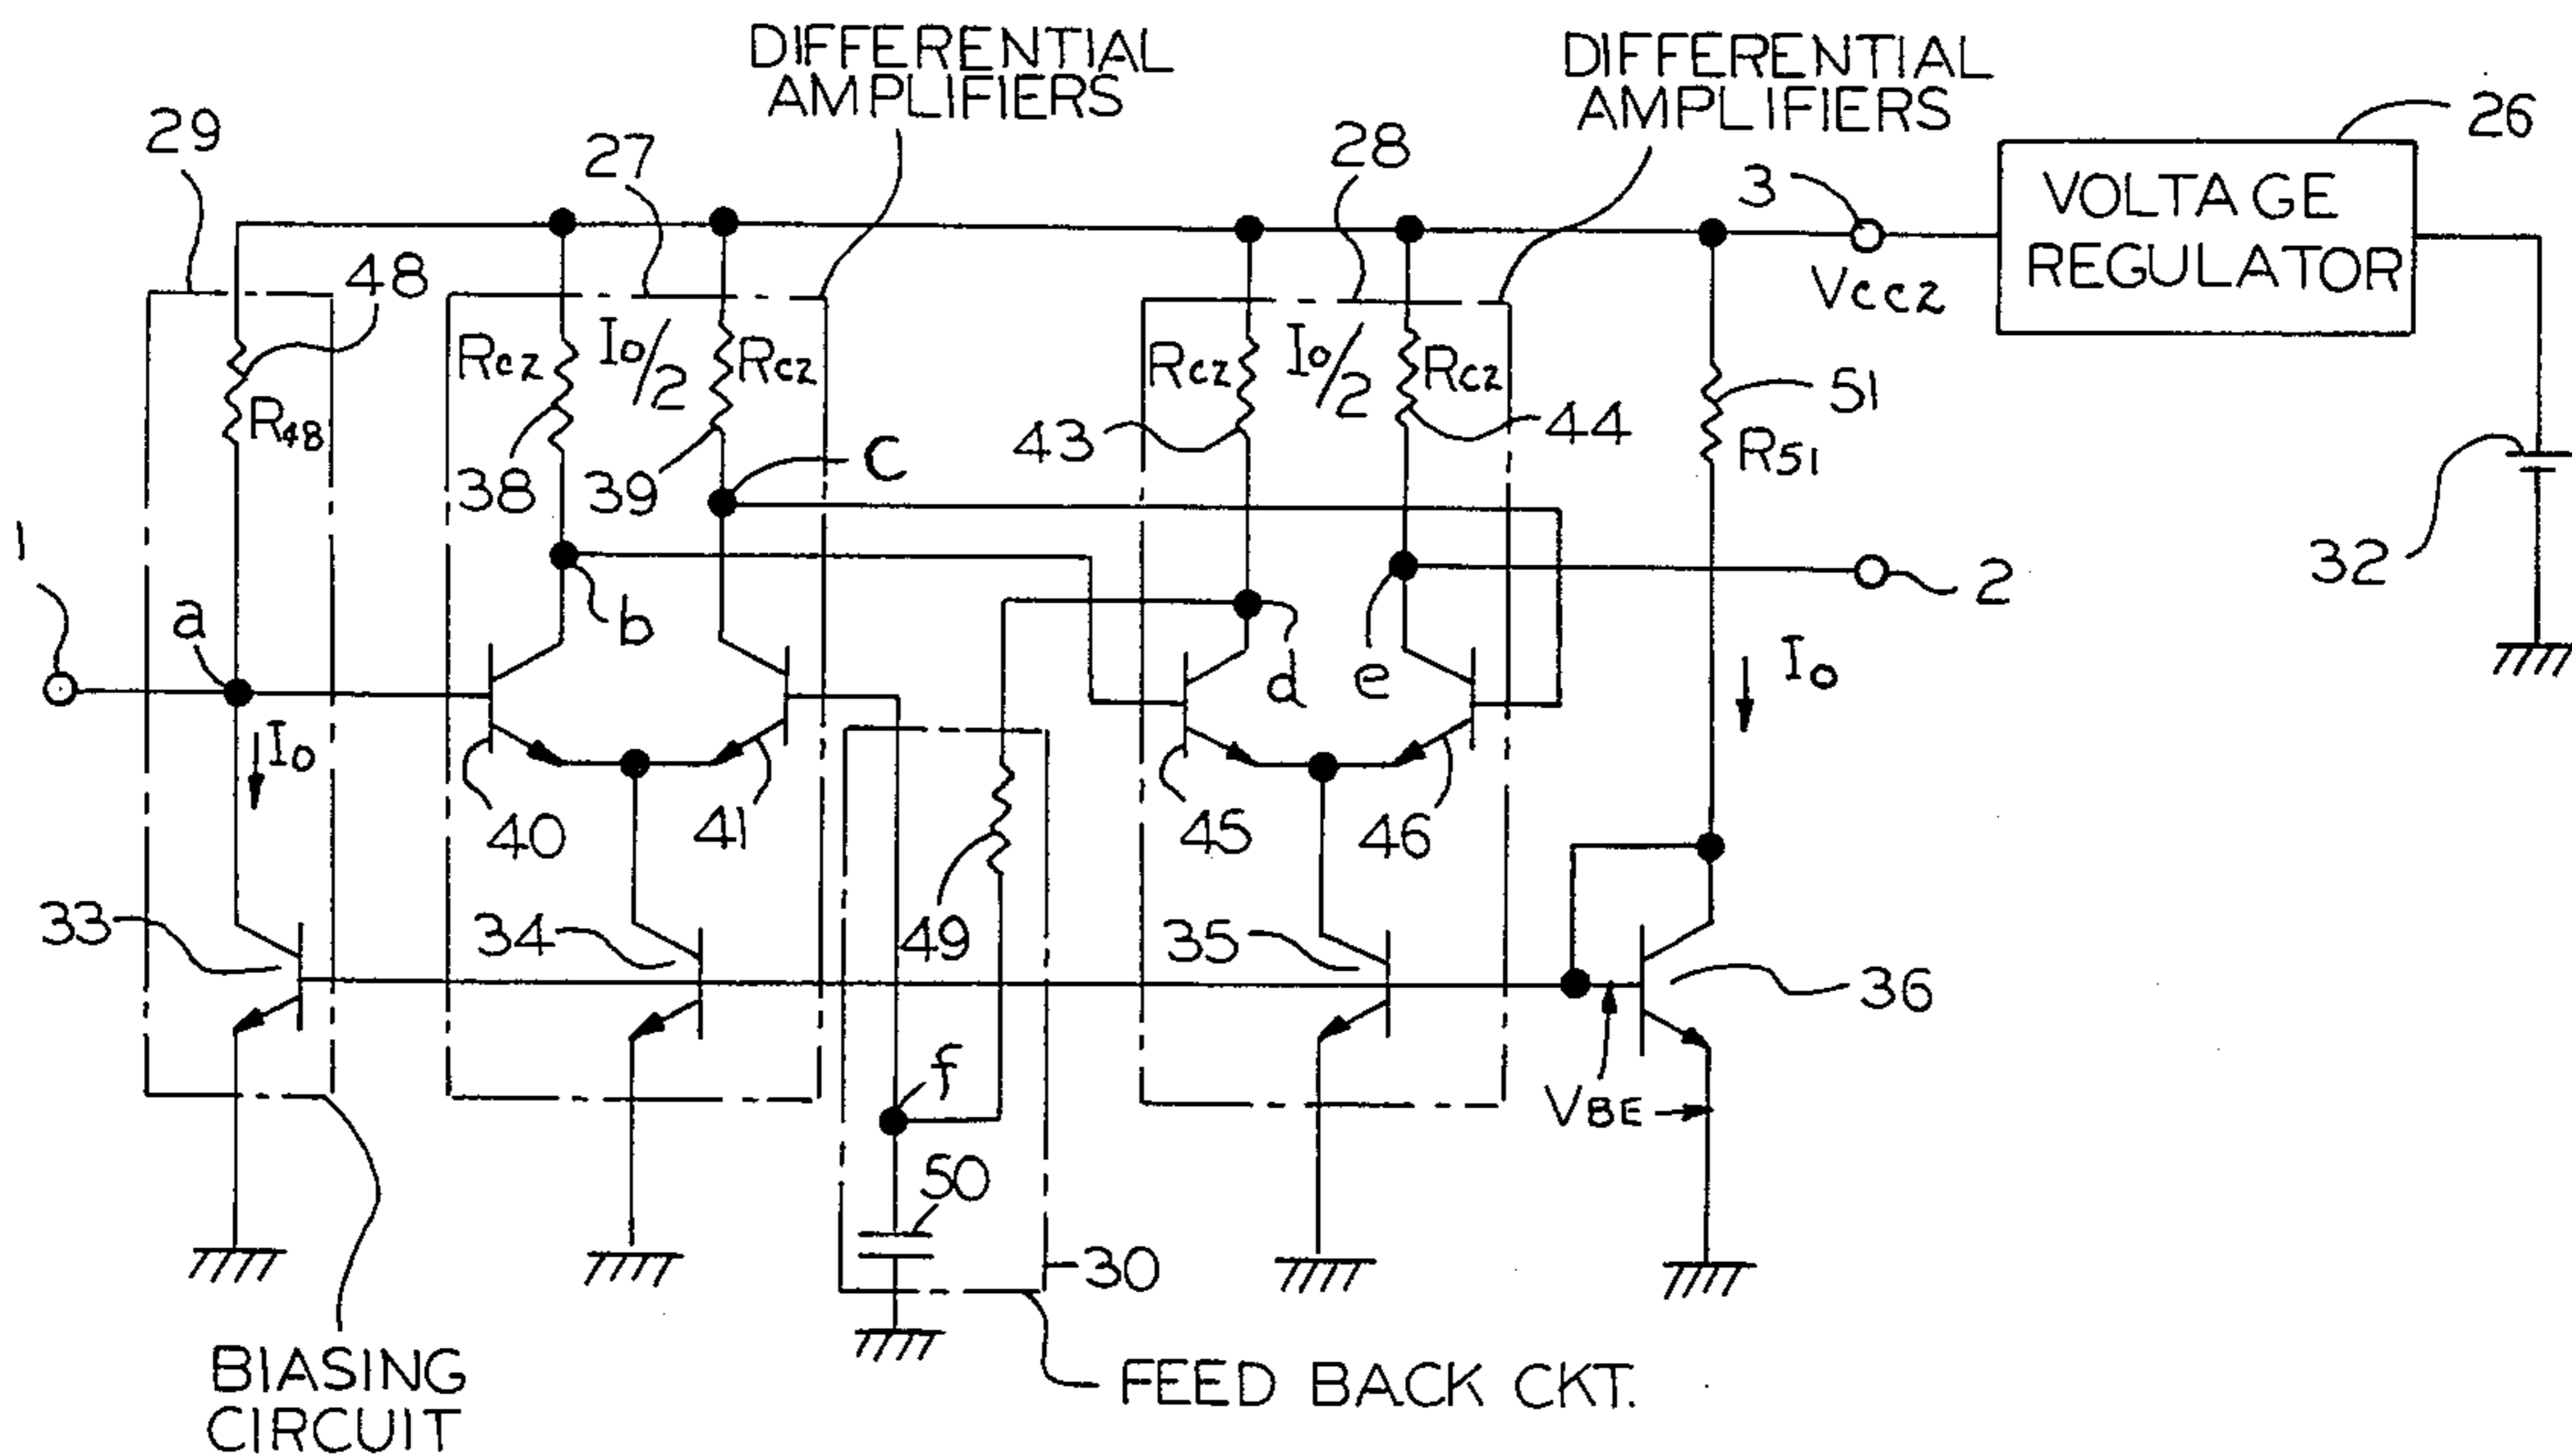 DIFFERENTIAL
AMPLIFIERS
DIFFERENTIAL
AMPLIFIERS
29
27
28
3
26
VOLTAGE
REGULATOR
Vcc2
48
Rc2
Io/2
Rc2
Rc2
Io/2
Rc2
51
R48
R51
38
39
C
43
44
32
1
a
b
d
e
2
Io
Io
40
41
45
46
33
34
49
35
36
f
VBE
50
30
BIASING
CIRCUIT
FEED BACK CKT.